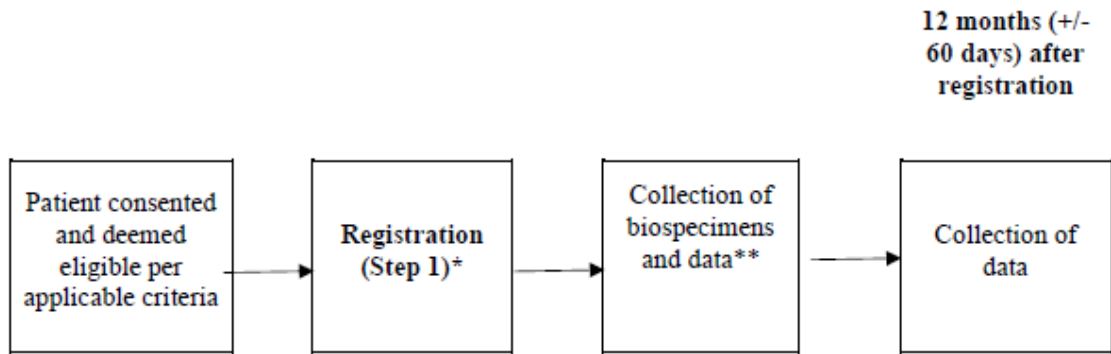 12 months (+/-
60 days) after
registration
Patient consented
and deemed
eligible per
applicable criteria
Registration
(Step 1)*
Collection of
biospecimens
and data**
Collection of
data